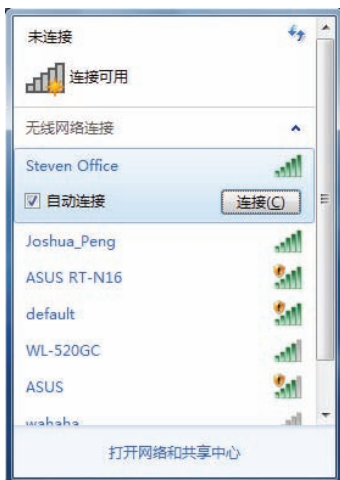 未连接
连接可用
无线网络连接
Steven Office
自动连接 连接(C)
Joshua_Peng
ASUS RT-N16
default
WL-520GC
ASUS
wahaha
打开网络和共享中心